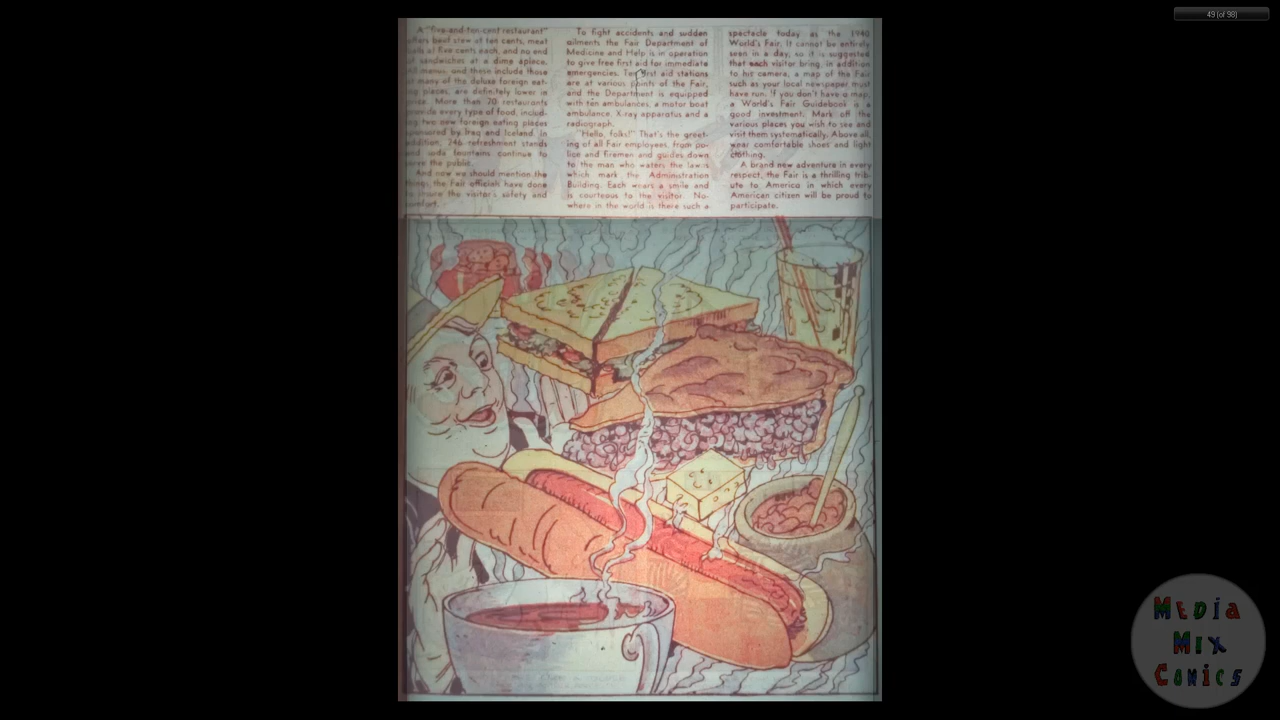 A "five-and-ten-cent restaurant"
offers beef stew at ten cents, meat
balls at five cents each, and no end
of sandwiches at a dime apiece.
All menus, and these include those
of many of the deluxe foreign eat-
ing places, are definitely lower in
price. More than 70 restaurants
provide every type of food, includ-
ing two new foreign eating places
sponsored by Iraq and Iceland. In
addition, 246 refreshment stands
and soda fountains continue to
serve the public.
And now we should mention the
things the Fair officials have done
to ensure the visitor's safety and
comfort.
To fight accidents and sudden
ailments the Fair Department of
Medicine and Help is in operation
to give free first aid for immediate
emergencies. Ten first aid stations
are at various points of the Fair,
and the Department is equipped
with ten ambulances, a motor boat
ambulance, X-ray apparatus and a
radiograph.
"Hello, folks!" That's the greet-
ing of all Fair employees, from po-
lice and firemen and guides down
to the man who waters the lawns
which mark the Administration
Building. Each wears a smile and
is courteous to the visitor. No-
where in the world is there such a
spectacle today as the 1940
World's Fair. It cannot be entirely
seen in a day, so it is suggested
that each visitor bring, in addition
to his camera, a map of the Fair
such as your local newspaper must
have run. If you don't have a map,
a World's Fair Guidebook is a
good investment. Mark off the
various places you wish to see and
visit them systematically. Above all,
wear comfortable shoes and light
clothing.
A brand new adventure in every
respect, the Fair is a thrilling trib-
ute to America in which every
American citizen will be proud to
participate.
49 (of 98)
MEDiA
MiX
COMiCS